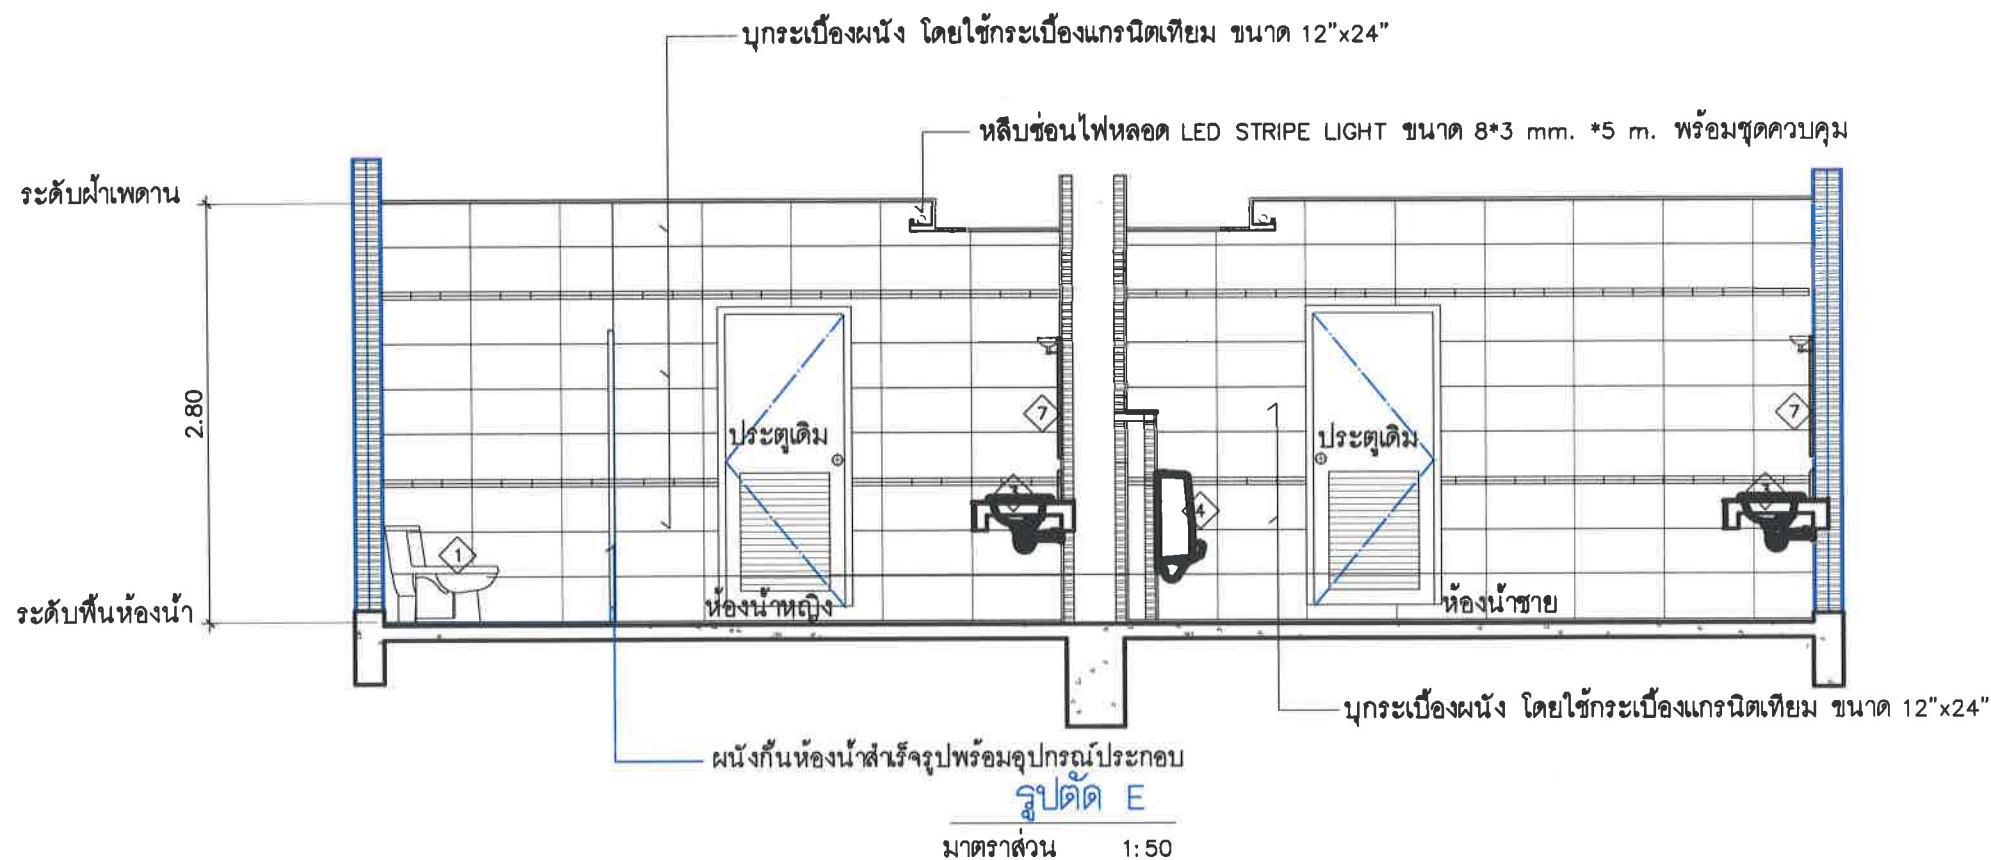 บุกระเบื้องผนัง โดยใช้กระเบื้องแกรนิตเทียม ขนาด 12"x24"
หลืบซ่อนไฟหลอด LED STRIPE LIGHT ขนาด 8*3 mm. *5 m. พร้อมชุดควบคุม
ระดับฝ้าเพดาน
2.80
7
7
ประตูเดิม
ประตูเดิม
3
3
4
1
ห้องน้ำหญิง
ห้องน้ำชาย
ระดับพื้นห้องน้ำ
บุกระเบื้องผนัง โดยใช้กระเบื้องแกรนิตเทียม ขนาด 12"x24"
ผนังกั้นห้องน้ำสำเร็จรูปพร้อมอุปกรณ์ประกอบ
รูปตัด E
มาตราส่วน 1:50